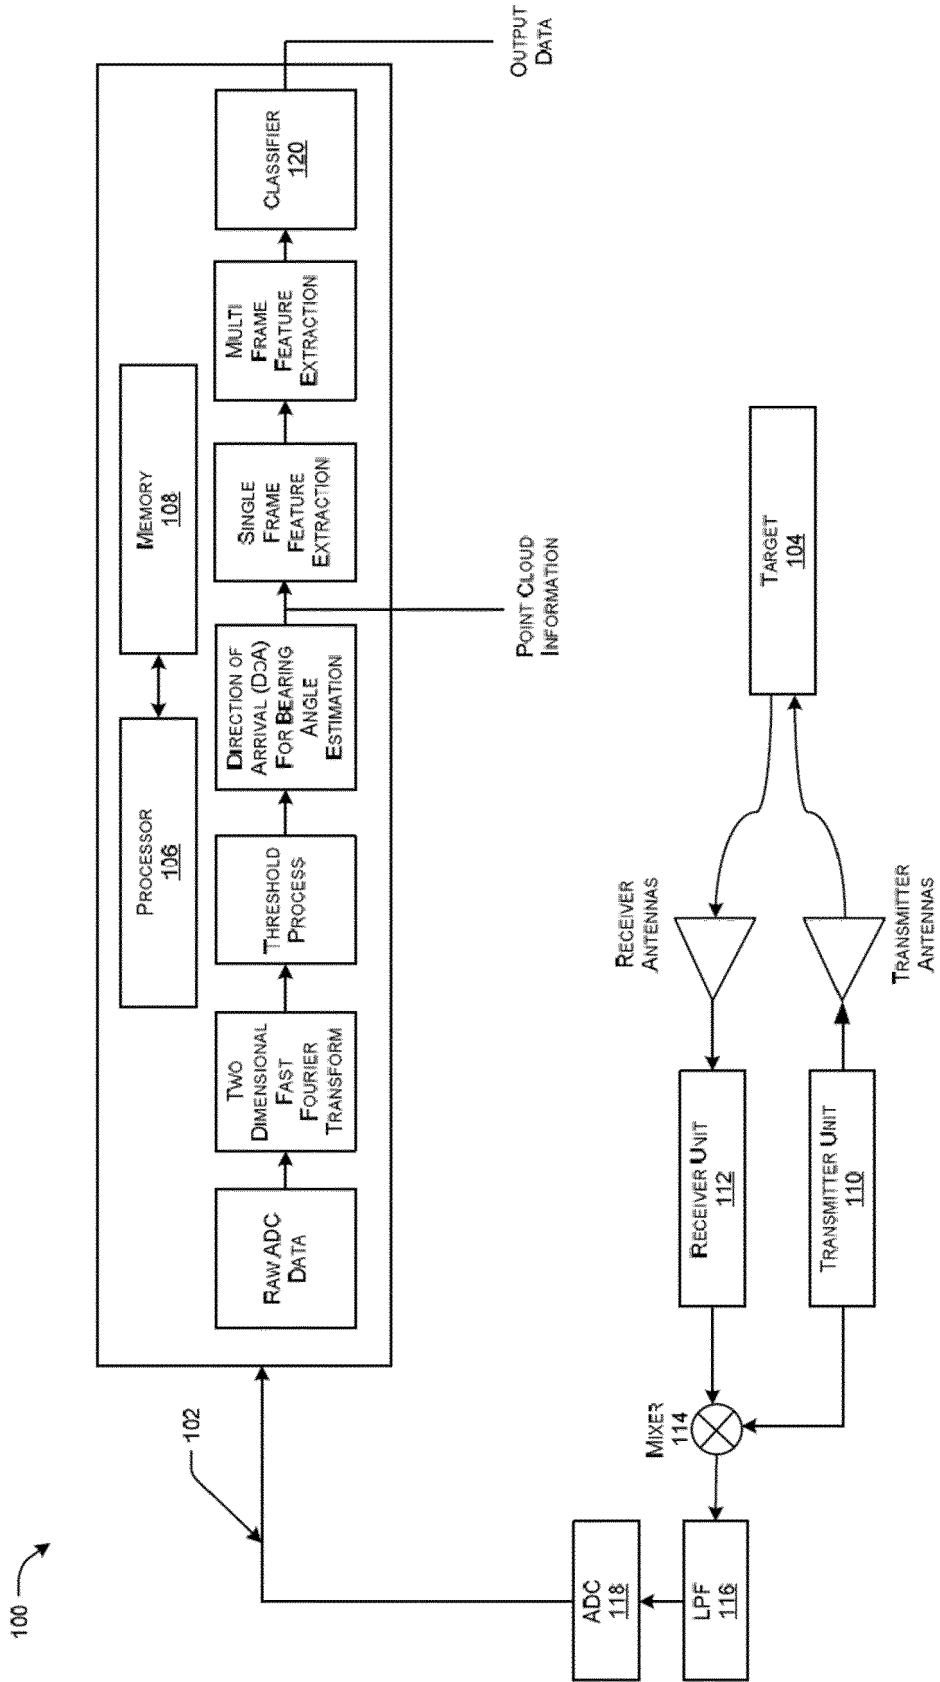 100
102
PROCESSOR
106
MEMORY
108
RAW ADC
DATA
TWO
DIMENSIONAL
FAST
FOURIER
TRANSFORM
THRESHOLD
PROCESS
DIRECTION OF
ARRIVAL (DOA)
FOR BEARING
ANGLE
ESTIMATION
SINGLE
FRAME
FEATURE
EXTRACTION
MULTI
FRAME
FEATURE
EXTRACTION
CLASSIFIER
120
OUTPUT
DATA
POINT CLOUD
INFORMATION
ADC
118
LPF
116
MIXER
114
RECEIVER UNIT
112
TRANSMITTER UNIT
110
RECEIVER
ANTENNAS
TRANSMITTER
ANTENNAS
TARGET
104